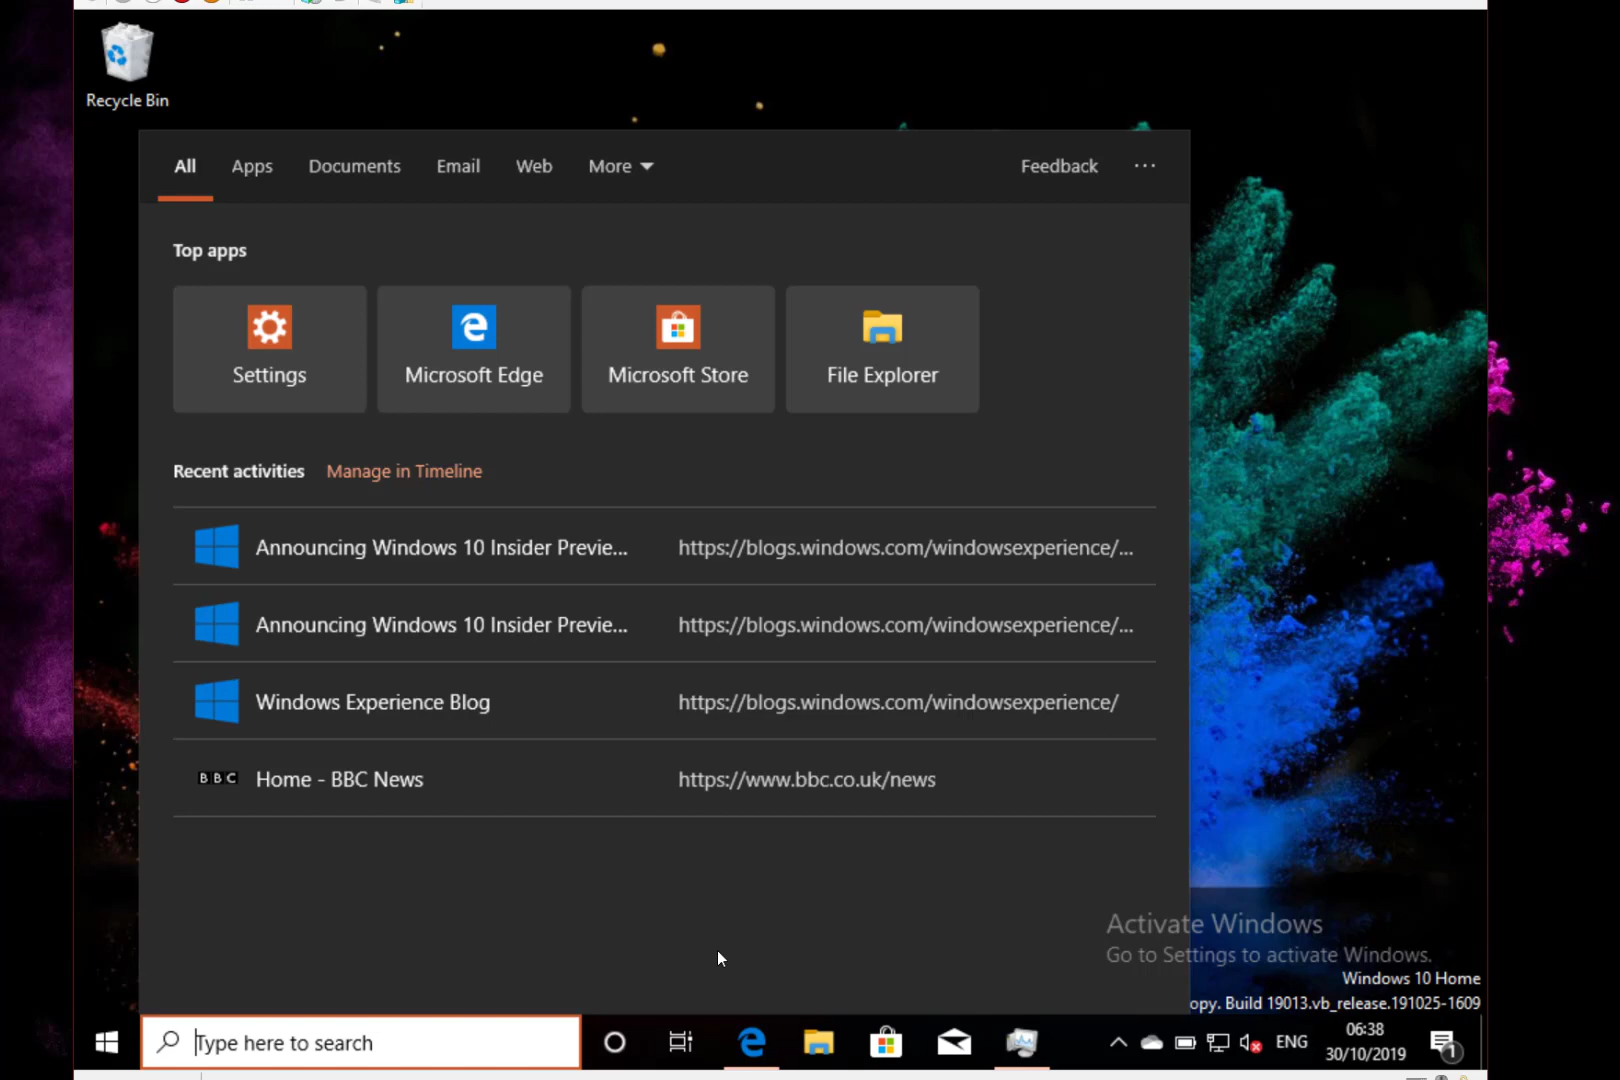 Recycle Bin
All Apps Documents Email Web More Feedback ...
Top apps
Settings Microsoft Edge Microsoft Store File Explorer
Recent activities Manage in Timeline
Announcing Windows 10 Insider Previe... https://blogs.windows.com/windowsexperience/...
Announcing Windows 10 Insider Previe... https://blogs.windows.com/windowsexperience/...
Windows Experience Blog https://blogs.windows.com/windowsexperience/
BBC Home - BBC News https://www.bbc.co.uk/news
Activate Windows
Go to Settings to activate Windows.
Windows 10 Home
opy. Build 19013.vb_release.191025-1609
Type here to search ENG 06:38
30/10/2019 1